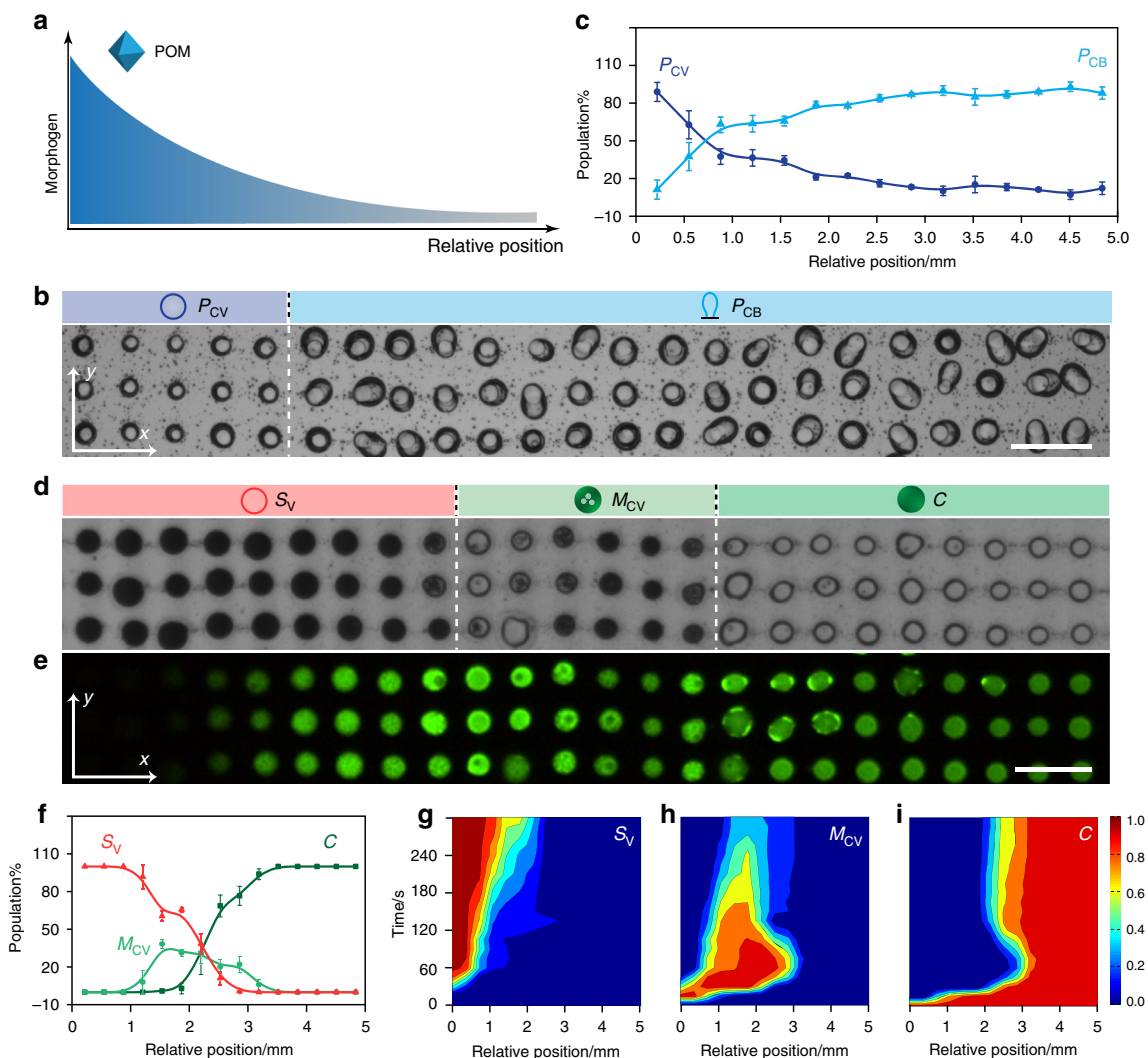 a
POM
Morphogen
Relative position
c
P_CV
P_CB
Population%
110
80
50
20
–10
0 0.5 1.0 1.5 2.0 2.5 3.0 3.5 4.0 4.5 5.0
Relative position/mm
b
P_CV
P_CB
y
x
d
S_V
M_CV
C
e
y
x
f
S_V
C
M_CV
Population%
110
80
50
20
–10
0 1 2 3 4 5
Relative position/mm
g
S_V
Time/s
240
180
120
60
0
0 1 2 3 4 5
Relative position/mm
h
M_CV
0 1 2 3 4 5
Relative position/mm
i
C
0 1 2 3 4 5
Relative position/mm
1.0
0.8
0.6
0.4
0.2
0.0